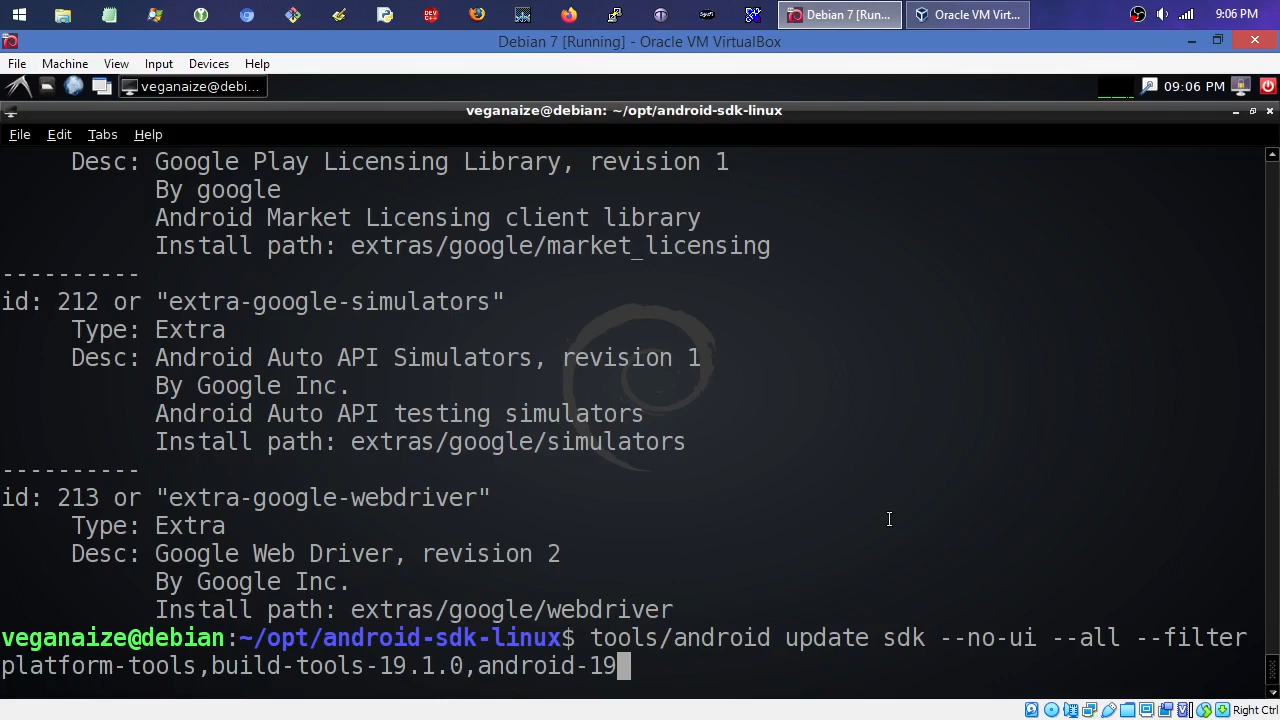 9:06 PM
Debian 7 [Run...
Oracle VM Virt...
Debian 7 [Running] - Oracle VM VirtualBox
File Machine View Input Devices Help
veganaize@debi...
09:06 PM
veganaize@debian: ~/opt/android-sdk-linux
File Edit Tabs Help
Desc: Google Play Licensing Library, revision 1
By google
Android Market Licensing client library
Install path: extras/google/market_licensing
----------
id: 212 or "extra-google-simulators"
Type: Extra
Desc: Android Auto API Simulators, revision 1
By Google Inc.
Android Auto API testing simulators
Install path: extras/google/simulators
----------
id: 213 or "extra-google-webdriver"
Type: Extra
Desc: Google Web Driver, revision 2
By Google Inc.
Install path: extras/google/webdriver
veganaize@debian:~/opt/android-sdk-linux$ tools/android update sdk --no-ui --all --filter
platform-tools,build-tools-19.1.0,android-19
Right Ctrl